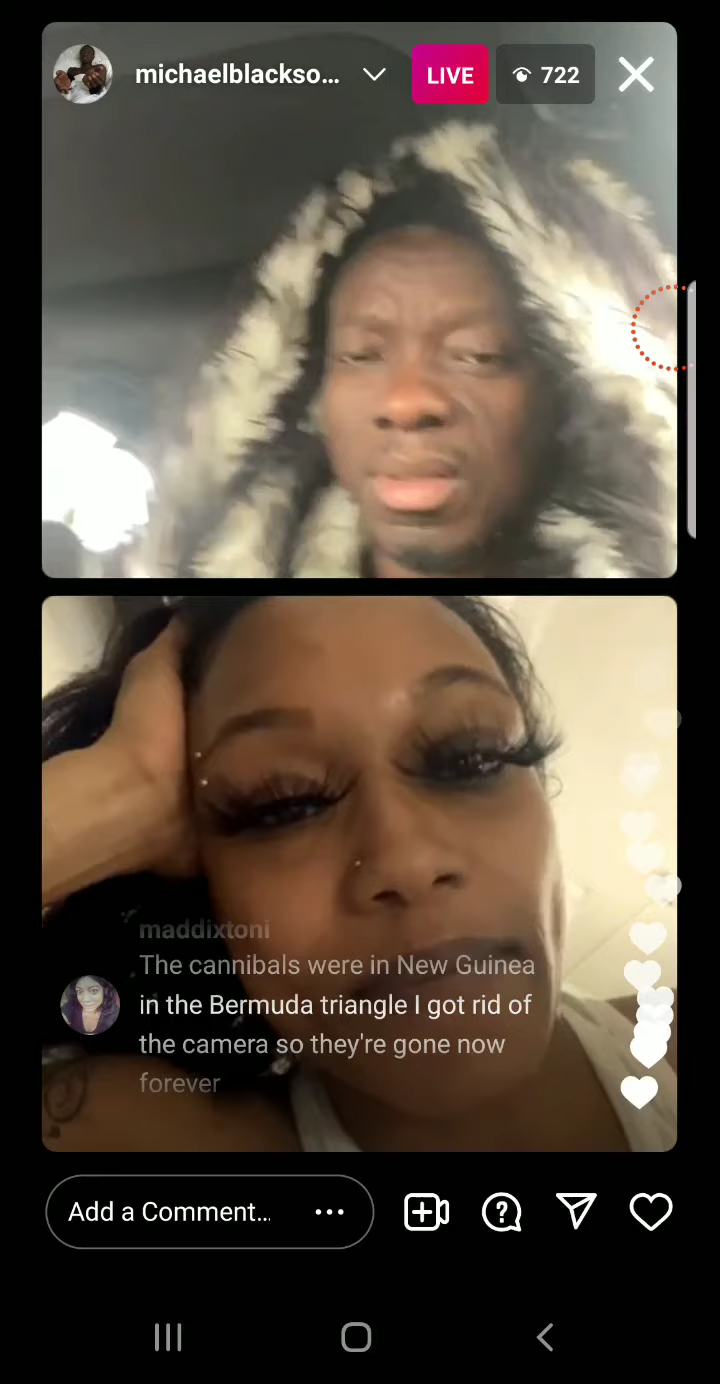 michaelblackso...
LIVE
722
maddixtoni
The cannibals were in New Guinea
in the Bermuda triangle I got rid of
the camera so they're gone now
forever
Add a Comment...